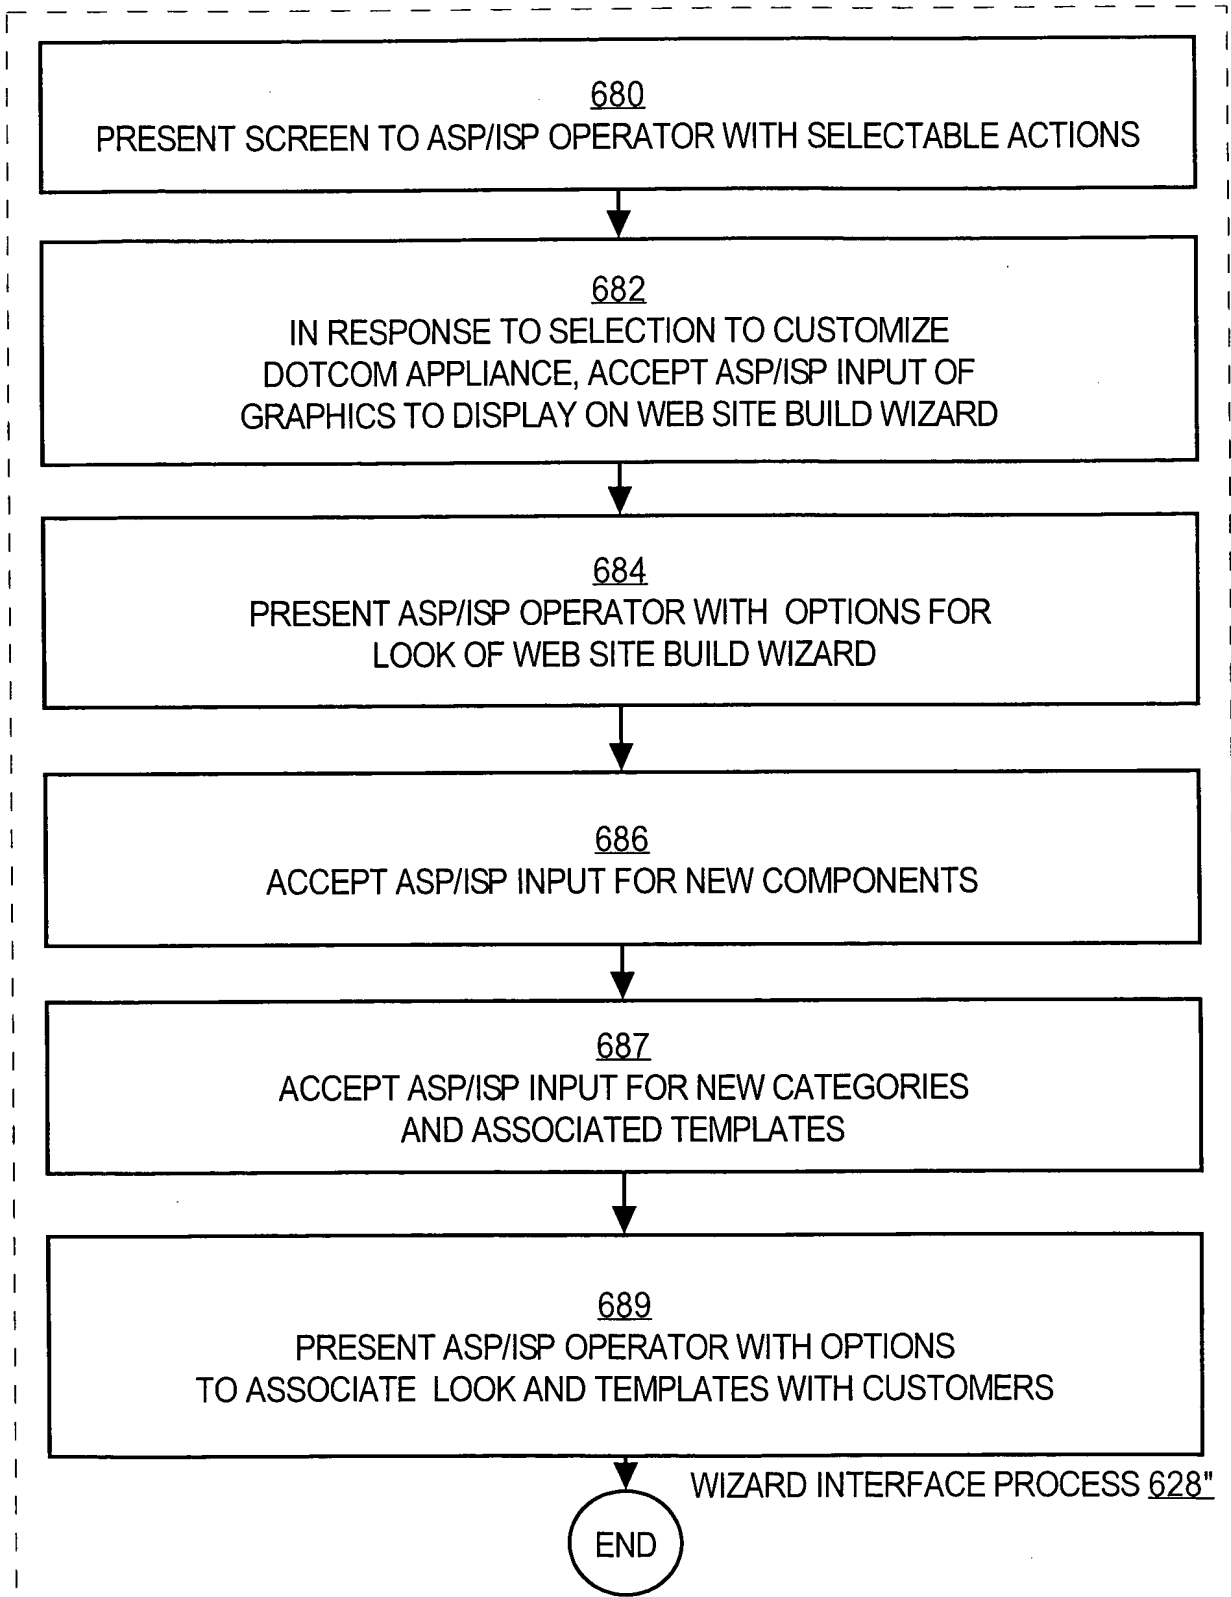 680
PRESENT SCREEN TO ASP/ISP OPERATOR WITH SELECTABLE ACTIONS
682
IN RESPONSE TO SELECTION TO CUSTOMIZE
DOTCOM APPLIANCE, ACCEPT ASP/ISP INPUT OF
GRAPHICS TO DISPLAY ON WEB SITE BUILD WIZARD
684
PRESENT ASP/ISP OPERATOR WITH OPTIONS FOR
LOOK OF WEB SITE BUILD WIZARD
686
ACCEPT ASP/ISP INPUT FOR NEW COMPONENTS
687
ACCEPT ASP/ISP INPUT FOR NEW CATEGORIES
AND ASSOCIATED TEMPLATES
689
PRESENT ASP/ISP OPERATOR WITH OPTIONS
TO ASSOCIATE LOOK AND TEMPLATES WITH CUSTOMERS
WIZARD INTERFACE PROCESS 628"
END